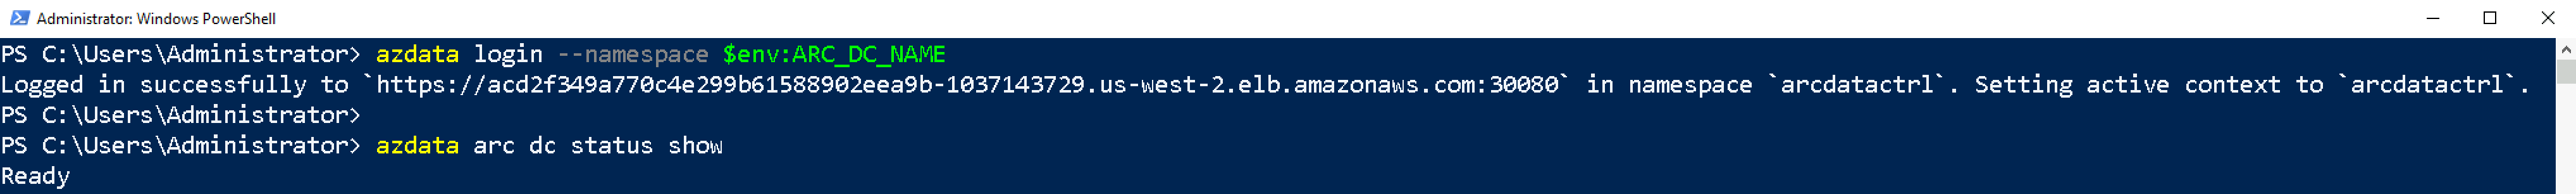 Administrator: Windows PowerShell
PS C:\Users\Administrator> azdata login --namespace $env:ARC_DC_NAME
Logged in successfully to `https://acd2f349a770c4e299b61588902eea9b-1037143729.us-west-2.elb.amazonaws.com:30080` in namespace `arcdatactrl`. Setting active context to `arcdatactrl`.
PS C:\Users\Administrator>
PS C:\Users\Administrator> azdata arc dc status show
Ready